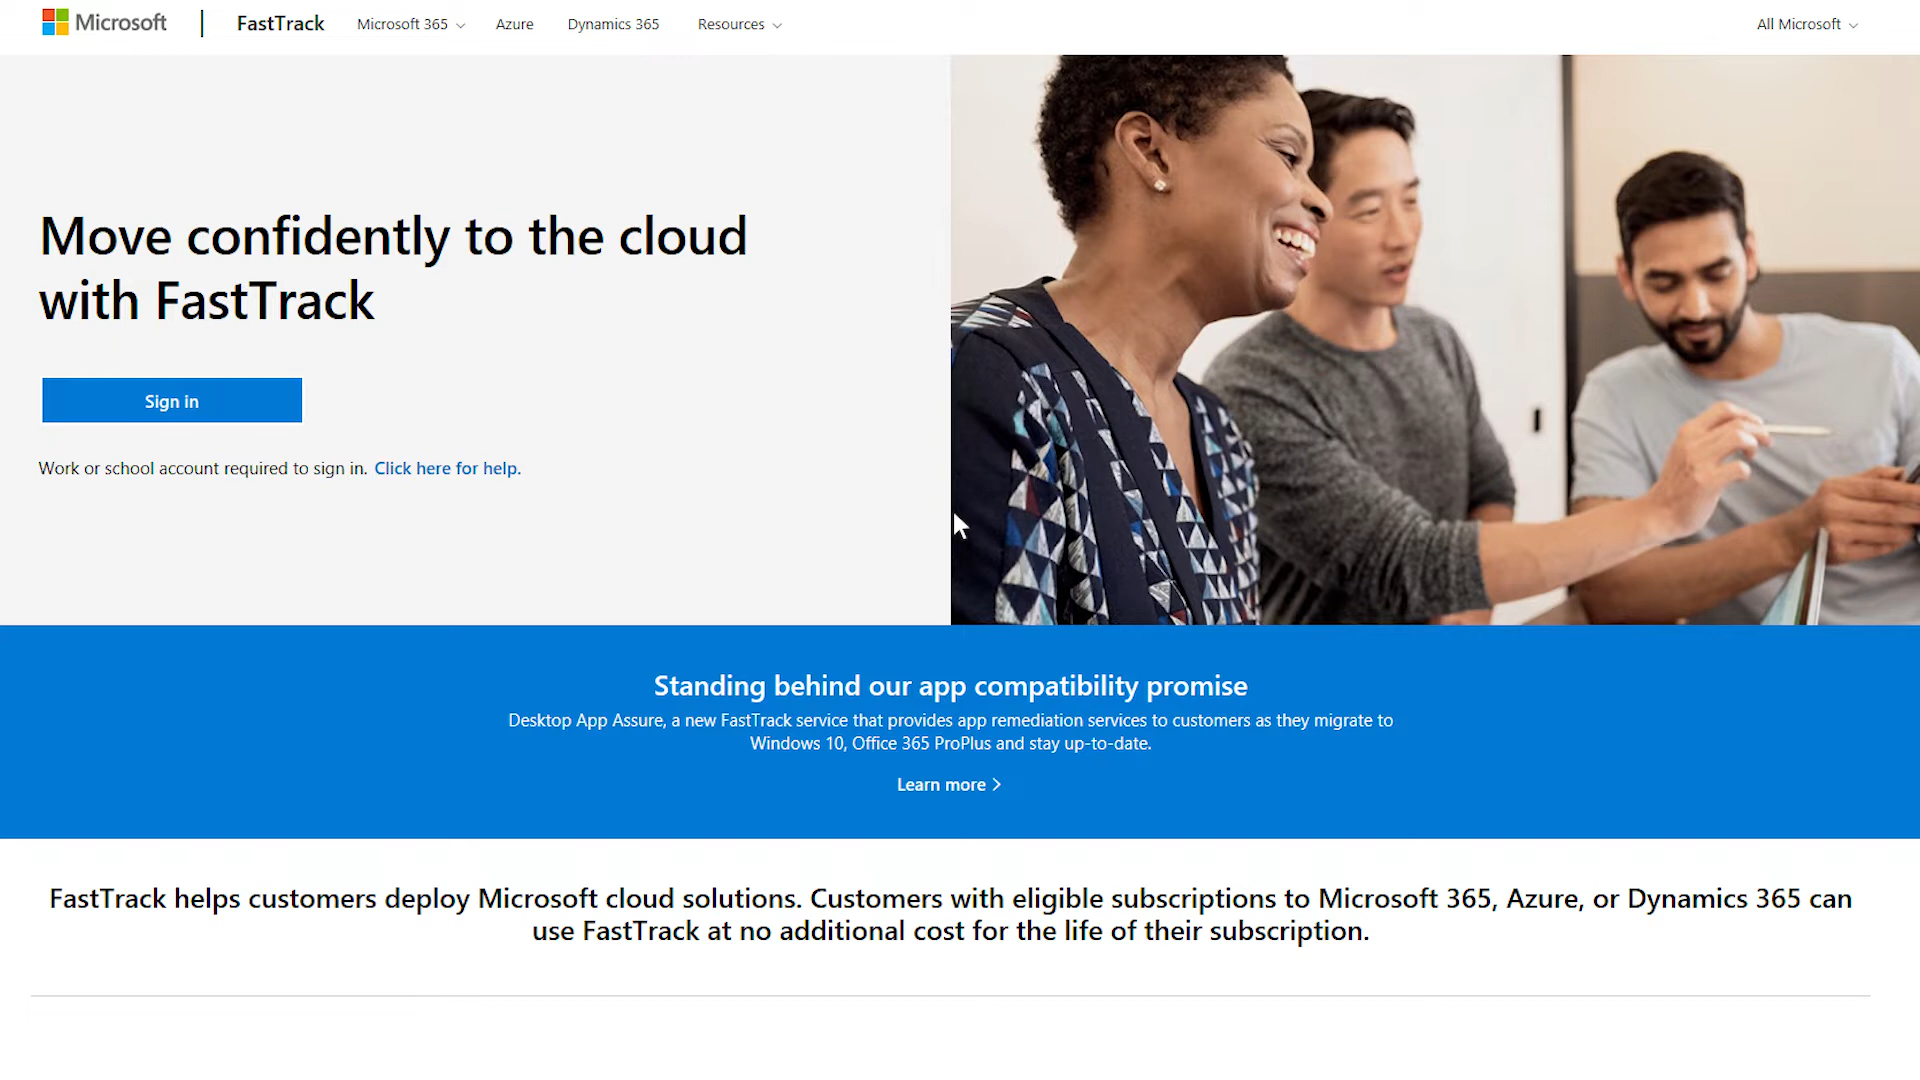 Microsoft | FastTrack Microsoft 365 Azure Dynamics 365 Resources All Microsoft
Move confidently to the cloud
with FastTrack
Sign in
Work or school account required to sign in. Click here for help.
Standing behind our app compatibility promise
Desktop App Assure, a new FastTrack service that provides app remediation services to customers as they migrate to
Windows 10, Office 365 ProPlus and stay up-to-date.
Learn more >
FastTrack helps customers deploy Microsoft cloud solutions. Customers with eligible subscriptions to Microsoft 365, Azure, or Dynamics 365 can
use FastTrack at no additional cost for the life of their subscription.